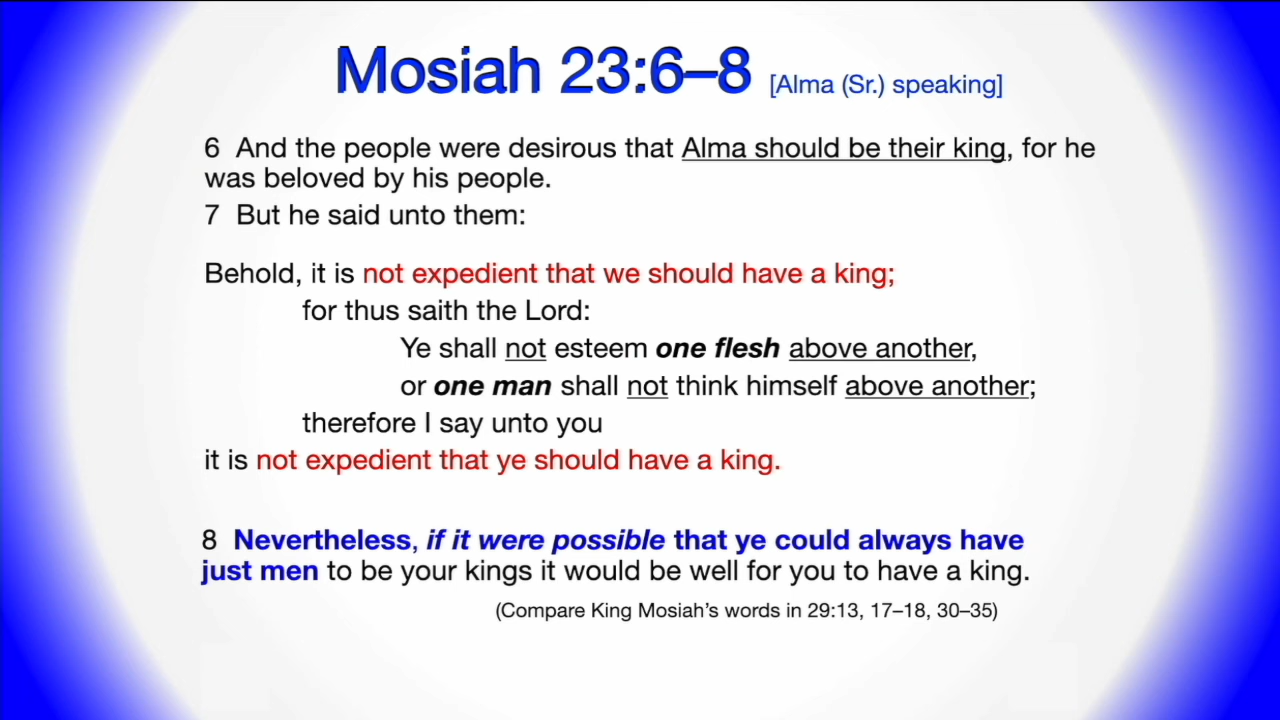 Mosiah 23:6–8 [Alma (Sr.) speaking]
6 And the people were desirous that Alma should be their king, for he
was beloved by his people.
7 But he said unto them:
Behold, it is not expedient that we should have a king;
for thus saith the Lord:
Ye shall not esteem one flesh above another,
or one man shall not think himself above another;
therefore I say unto you
it is not expedient that ye should have a king.
8 Nevertheless, if it were possible that ye could always have
just men to be your kings it would be well for you to have a king.
(Compare King Mosiah’s words in 29:13, 17–18, 30–35)